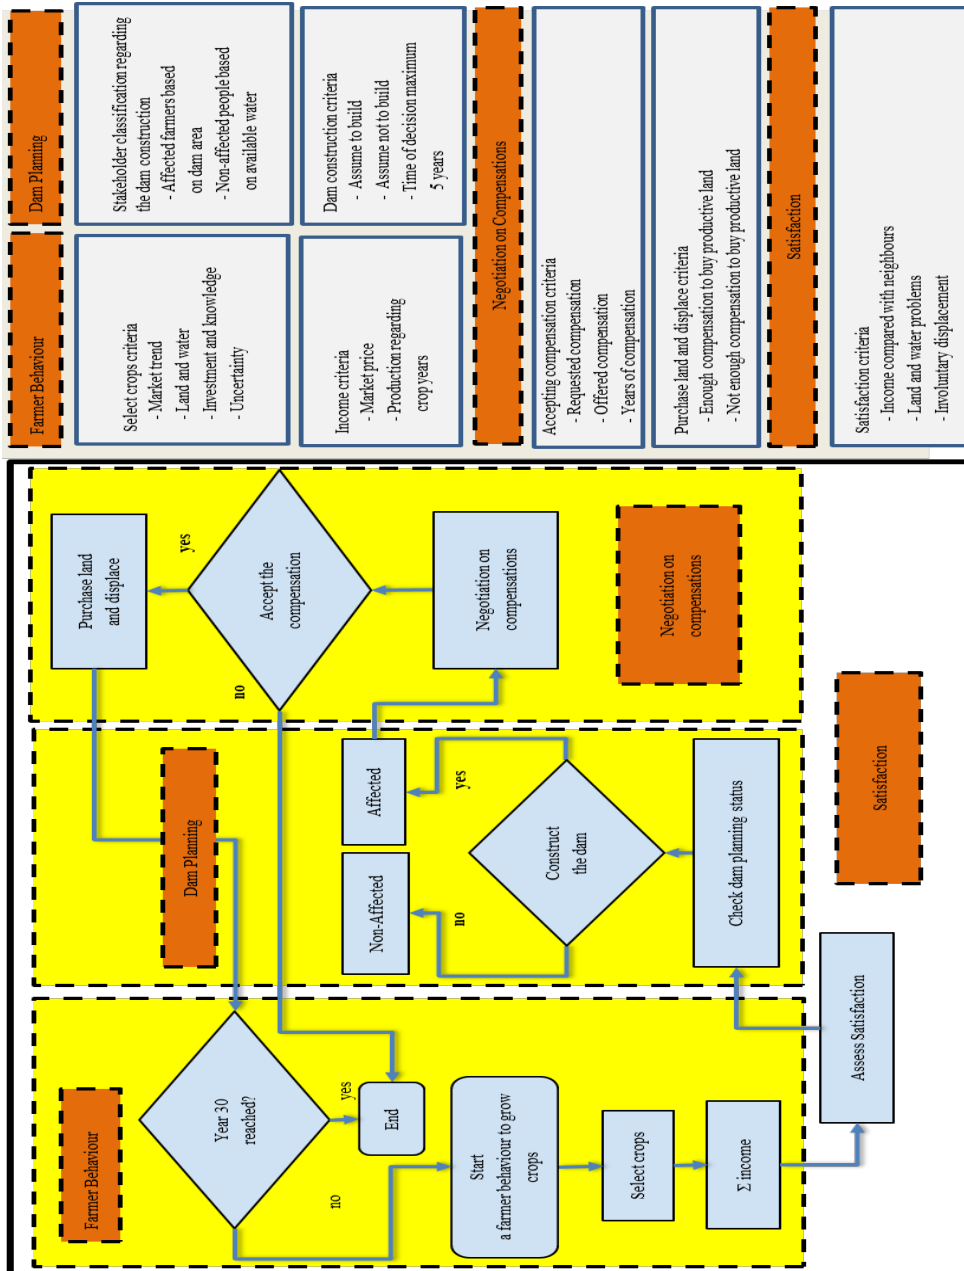 Farmer Behaviour
Year 30
reached?
yes
no
End
Start
a farmer behaviour to grow
crops
Select crops
Σ income
Assess Satisfaction
Dam Planning
Non-Affected
Affected
no
yes
Construct
the dam
Check dam planning status
Satisfaction
Purchase land
and displace
yes
no
Accept the
compensation
Negotiation on
compensations
Negotiation on
compensations
Farmer Behaviour
Select crops criteria
- Market trend
- Land and water
- Investment and knowledge
- Uncertainty
Income criteria
- Market price
- Production regarding
crop years
Dam Planning
Stakeholder classification regarding
the dam construction
- Affected farmers based
on dam area
- Non-affected people based
on available water
Dam construction criteria
- Assume to build
- Assume not to build
- Time of decision maximum
5 years
Negotiation on Compensations
Accepting compensation criteria
- Requested compensation
- Offered compensation
- Years of compensation
Purchase land and displace criteria
- Enough compensation to buy productive land
- Not enough compensation to buy productive land
Satisfaction
Satisfaction criteria
- Income compared with neighbours
- Land and water problems
- Involuntary displacement